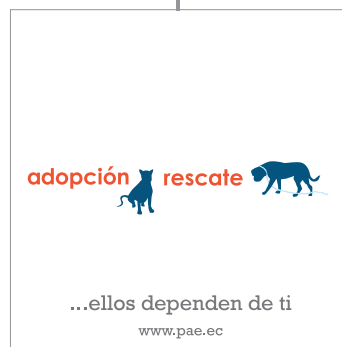 adopción rescate
...ellos dependen de ti
www.pae.ec